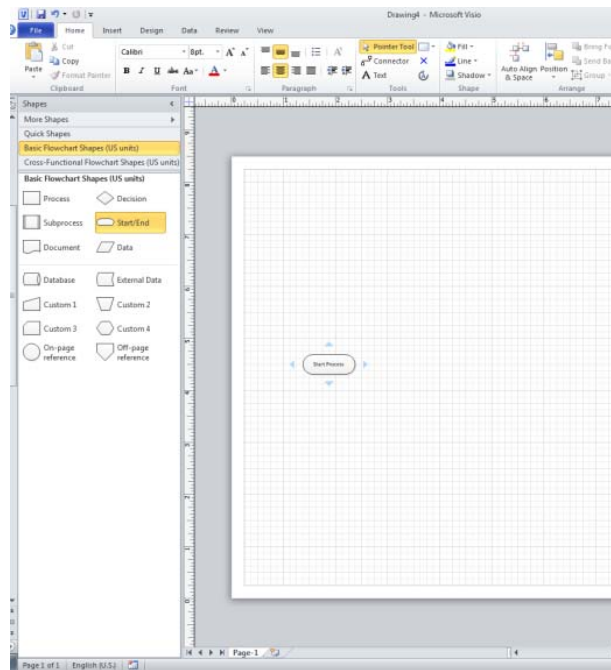 Drawing4 - Microsoft Visio
File Home Insert Design Data Review View
Cut
Copy
Format Painter
Paste
Clipboard
Calibri 8pt.
B I U abc Aa A
Font
Paragraph
Pointer Tool
Connector
A Text
Tools
Fill
Line
Shadow
Shape
Auto Align & Space
Position
Group
Arrange
Shapes
More Shapes
Quick Shapes
Basic Flowchart Shapes (US units)
Cross-Functional Flowchart Shapes (US units)
Basic Flowchart Shapes (US units)
Process Decision
Subprocess Start/End
Document Data
Database External Data
Custom 1 Custom 2
Custom 3 Custom 4
On-page reference
Off-page reference
Start Process
Page-1
Page 1 of 1 English (U.S.)